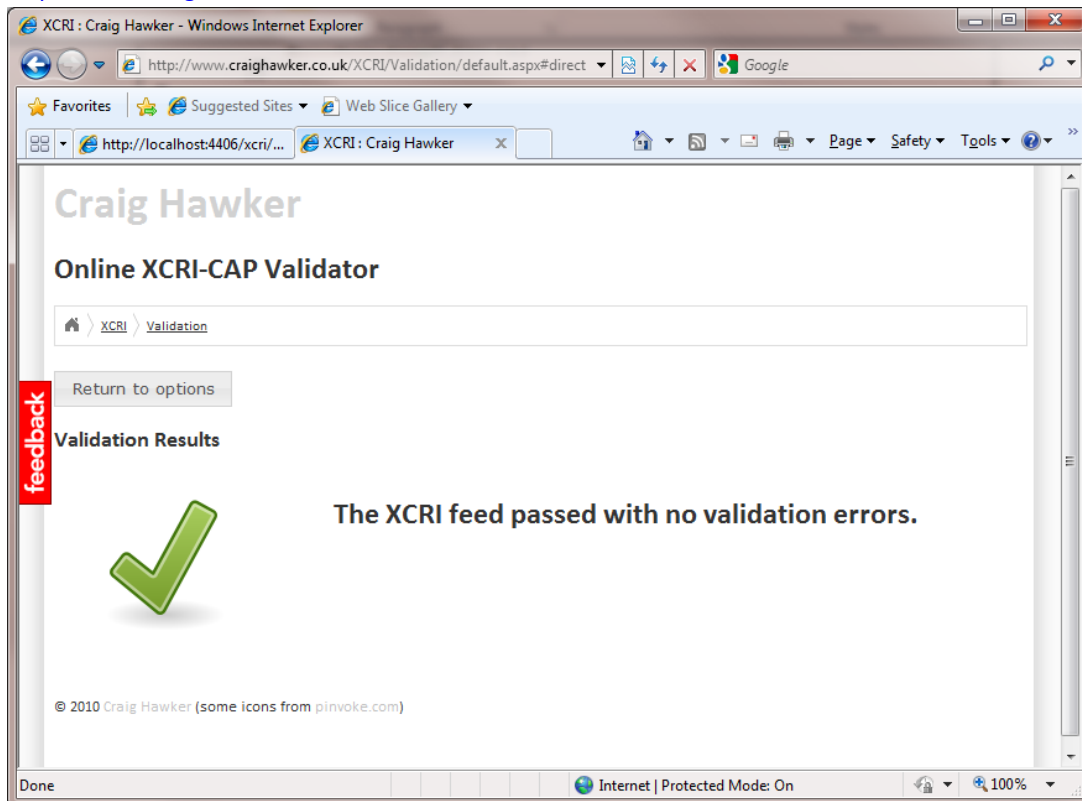 XCRI : Craig Hawker - Windows Internet Explorer
http://www.craighawker.co.uk/XCRI/Validation/default.aspx#direct Google
Favorites Suggested Sites Web Slice Gallery
http://localhost:4406/xcri/... XCRI : Craig Hawker x Page Safety Tools »
Craig Hawker
Online XCRI-CAP Validator
XCRI Validation
Return to options
feedback
Validation Results
The XCRI feed passed with no validation errors.
© 2010 Craig Hawker (some icons from pinvoke.com)
Done Internet | Protected Mode: On 100%